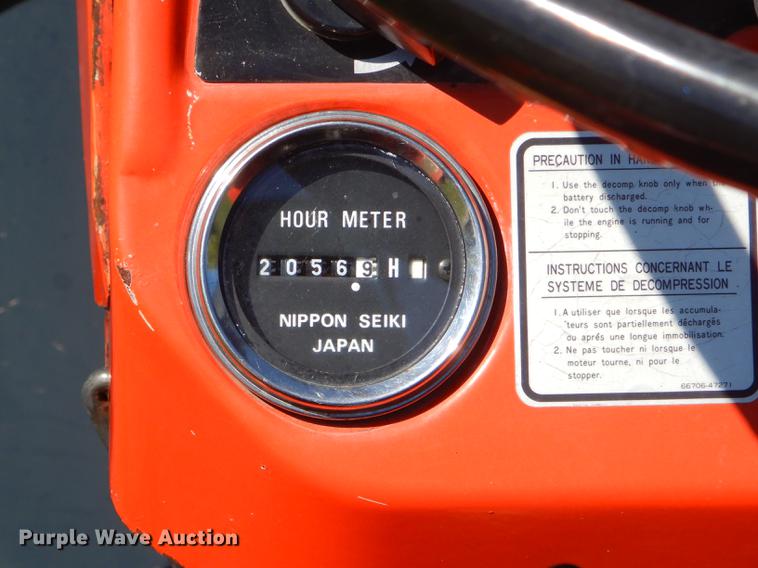 HOUR METER
20569 H
NIPPON SEIKI
JAPAN
PRECAUTION IN
1. Use the decomp knob only when the
battery discharged.
2. Don't touch the decomp knob wh-
ile the engine is running and for
stopping.
INSTRUCTIONS CONCERNANT LE
SYSTEME DE DECOMPRESSION
1. A utiliser que lorsque les accumula-
'teurs sont partiellement déchargés
ou aprés une longue immobilisation.
2. Ne pas toucher ni lorsque le
moteur tourne, ni pour le
stopper.
66706-47271
Purple Wave Auction